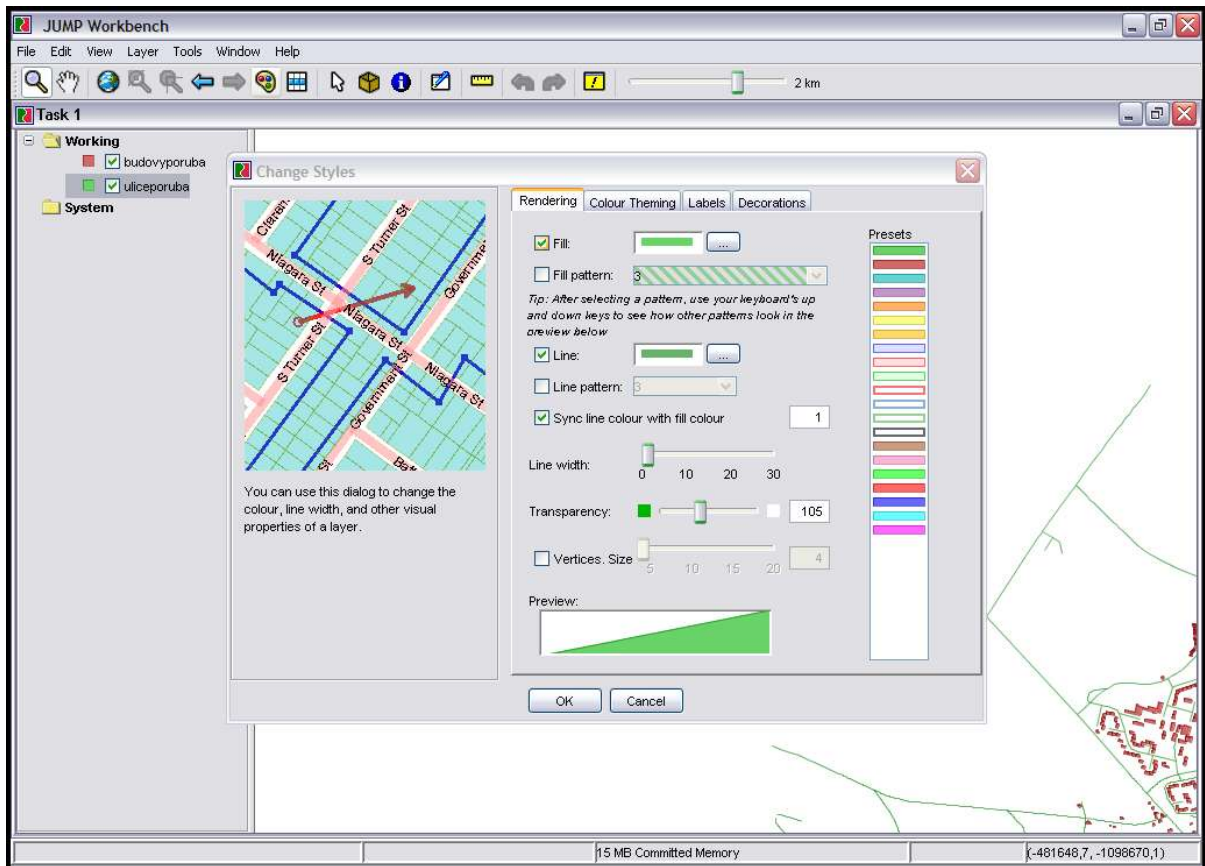 JUMP Workbench
File Edit View Layer Tools Window Help
2 km
Task 1
Working
budovyporuba
uliceporuba
System
Change Styles
Claren
S Turner St
Niagara St
Government
S Turner St
Niagara St
Niagara St
Government St
St
Bat
You can use this dialog to change the
colour, line width, and other visual
properties of a layer.
Rendering Colour Theming Labels Decorations
Fill: ...
Fill pattern: 3
Tip: After selecting a pattern, use your keyboard's up
and down keys to see how other patterns look in the
preview below
Line: ...
Line pattern: 3
Sync line colour with fill colour 1
Line width:
0 10 20 30
Transparency: 105
Vertices. Size 4
5 10 15 20
Preview:
Presets
OK Cancel
15 MB Committed Memory (-481648,7, -1098670,1)